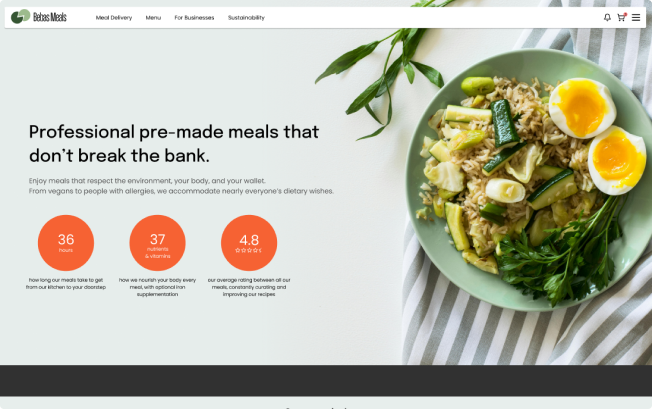 Bebas Meals
Meal Delivery
Menu
For Businesses
Sustainability
Professional pre-made meals that
don't break the bank.
Enjoy meals that respect the environment, your body, and your wallet.
From vegans to people with allergies, we accommodate nearly everyone's dietary wishes.
36
hours
how long our meals take to get
from our kitchen to your doorstep
37
nutrients
& vitamins
how we nourish your body every
meal, with optional iron
supplementation
4.8
our average rating between all our
meals, constantly curating and
improving our recipes